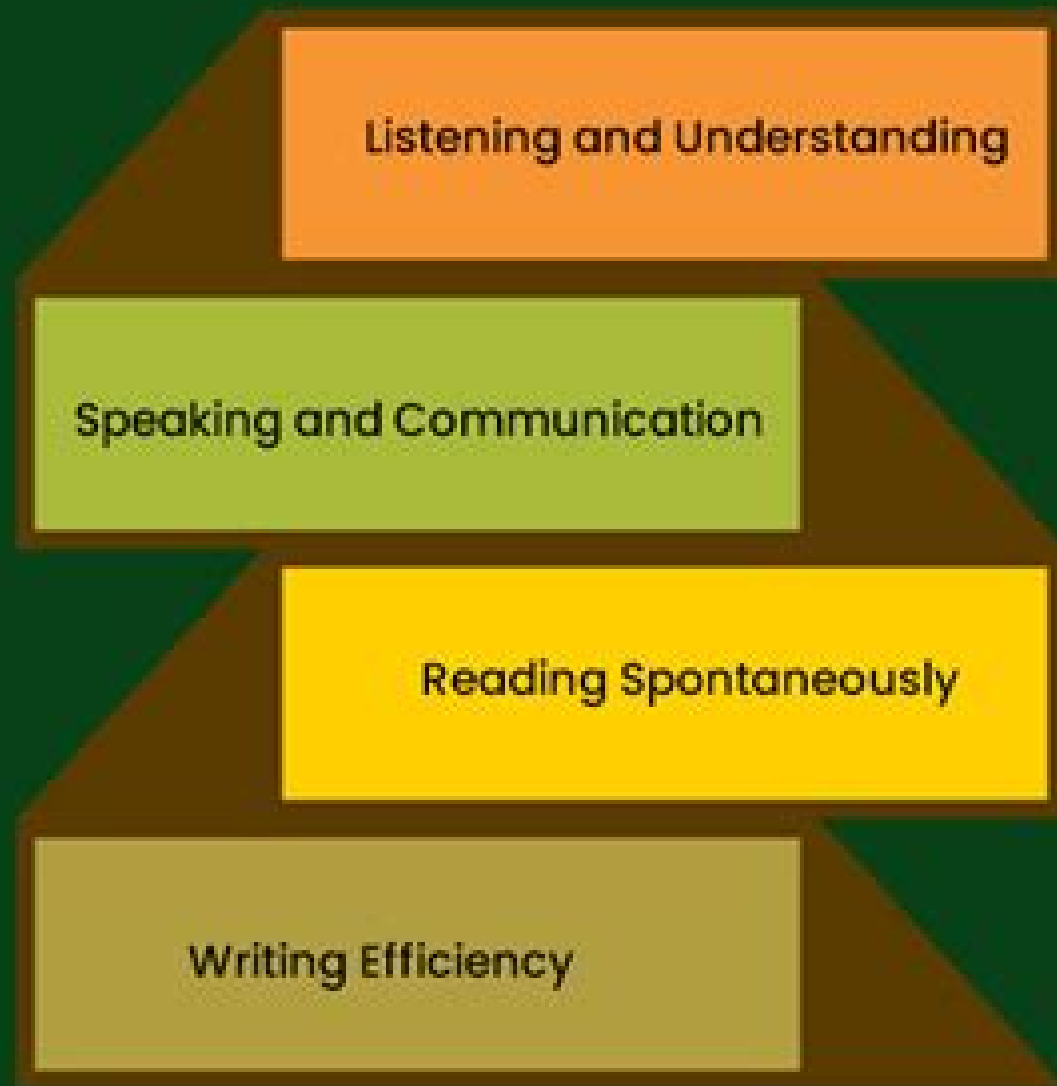 Listening and Understanding
Speaking and Communication
Reading Spontaneously
Writing Efficiency